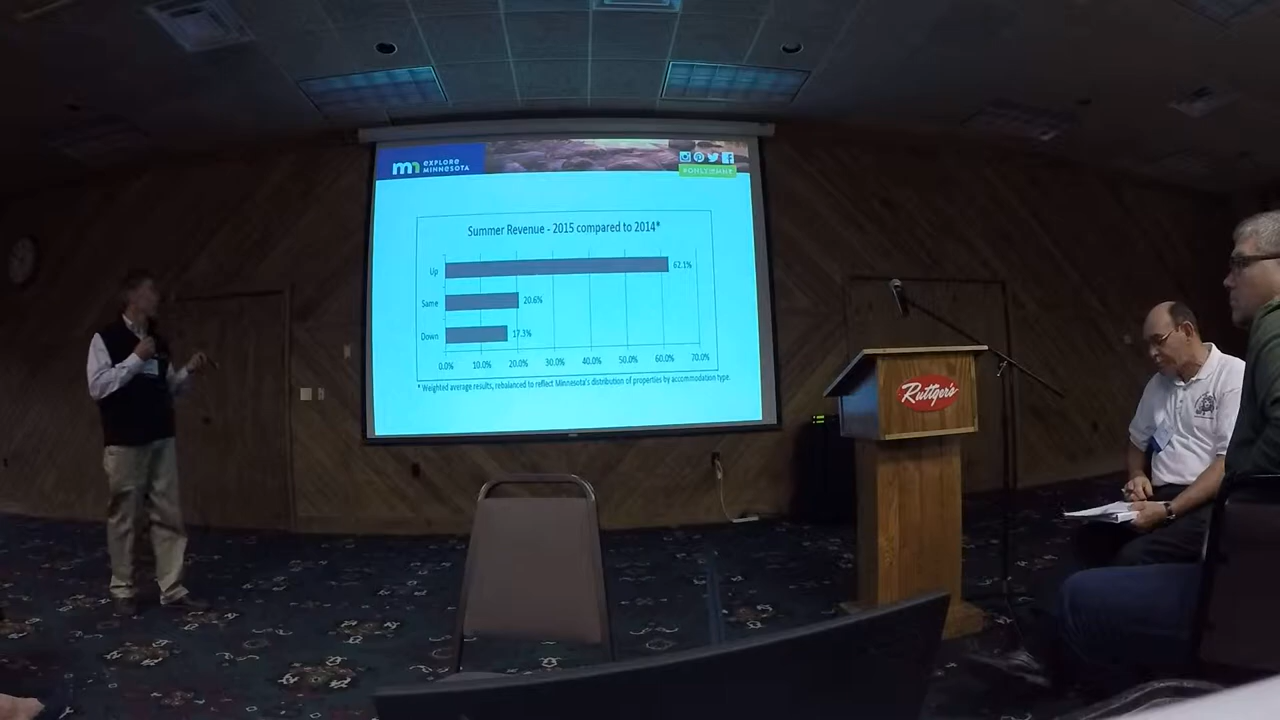 mn EXPLORE
MINNESOTA
#ONLYINMN
Summer Revenue - 2015 compared to 2014*
Up 62.1%
Same 20.6%
Down 17.3%
0.0% 10.0% 20.0% 30.0% 40.0% 50.0% 60.0% 70.0%
* Weighted average results, rebalanced to reflect Minnesota's distribution of properties by accommodation type.
Ruttger's